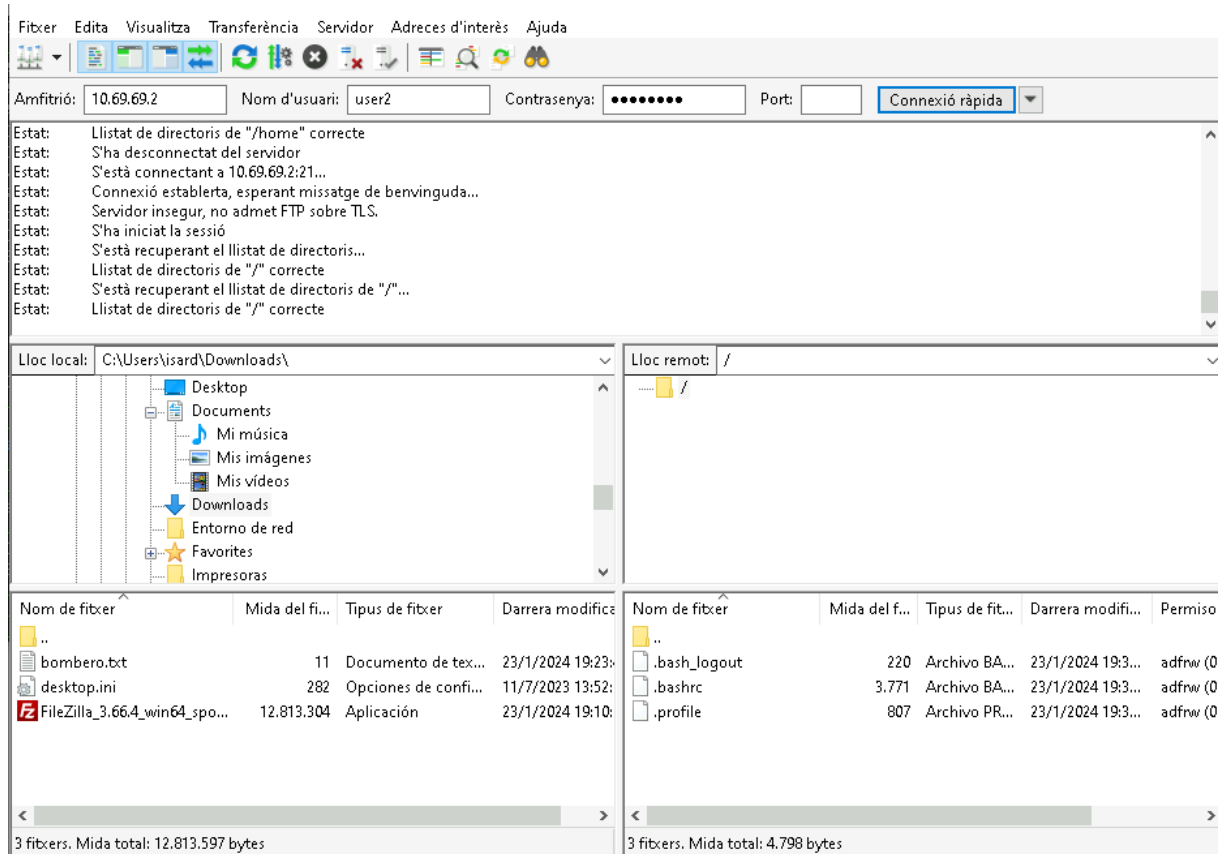 Fitxer Edita Visualitza Transferència Servidor Adreces d'interès Ajuda
Amfitrió: 10.69.69.2 Nom d'usuari: user2 Contrasenya: ●●●●●●●● Port: Connexió ràpida
Estat: Llistat de directoris de "/home" correcte
Estat: S'ha desconnectat del servidor
Estat: S'està connectant a 10.69.69.2:21...
Estat: Connexió establerta, esperant missatge de benvinguda...
Estat: Servidor insegur, no admet FTP sobre TLS.
Estat: S'ha iniciat la sessió
Estat: S'està recuperant el llistat de directoris...
Estat: Llistat de directoris de "/" correcte
Estat: S'està recuperant el llistat de directoris de "/"...
Estat: Llistat de directoris de "/" correcte
Lloc local: C:\Users\isard\Downloads\
Desktop
Documents
Mi música
Mis imágenes
Mis vídeos
Downloads
Entorno de red
Favorites
Impresoras
Lloc remot: /
/
Nom de fitxer Mida del fi... Tipus de fitxer Darrera modifica
..
bombero.txt 11 Documento de tex... 23/1/2024 19:23:
desktop.ini 282 Opciones de confi... 11/7/2023 13:52:
FileZilla_3.66.4_win64_spo... 12.813.304 Aplicación 23/1/2024 19:10:
3 fitxers. Mida total: 12.813.597 bytes
Nom de fitxer Mida del f... Tipus de fit... Darrera modifi... Permiso
..
.bash_logout 220 Archivo BA... 23/1/2024 19:3... adfrw (0
.bashrc 3.771 Archivo BA... 23/1/2024 19:3... adfrw (0
.profile 807 Archivo PR... 23/1/2024 19:3... adfrw (0
3 fitxers. Mida total: 4.798 bytes